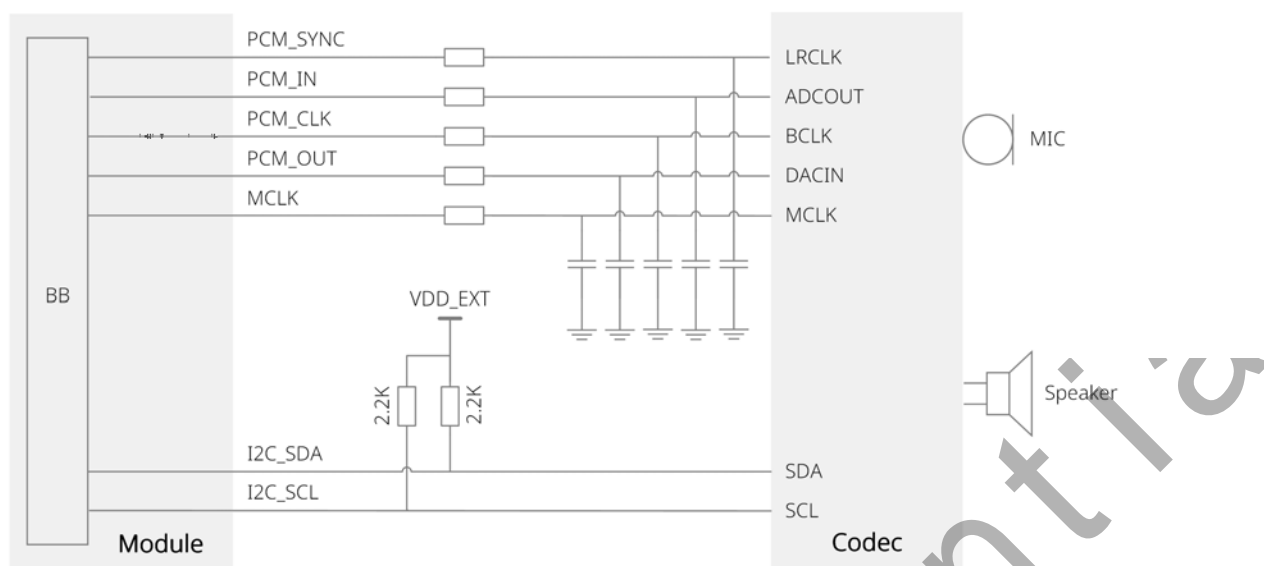 PCM_SYNC
LRCLK
PCM_IN
ADCOUT
PCM_CLK
BCLK
MIC
PCM_OUT
DACIN
MCLK
MCLK
BB
VDD_EXT
2.2K
2.2K
Speaker
I2C_SDA
SDA
I2C_SCL
SCL
Module
Codec